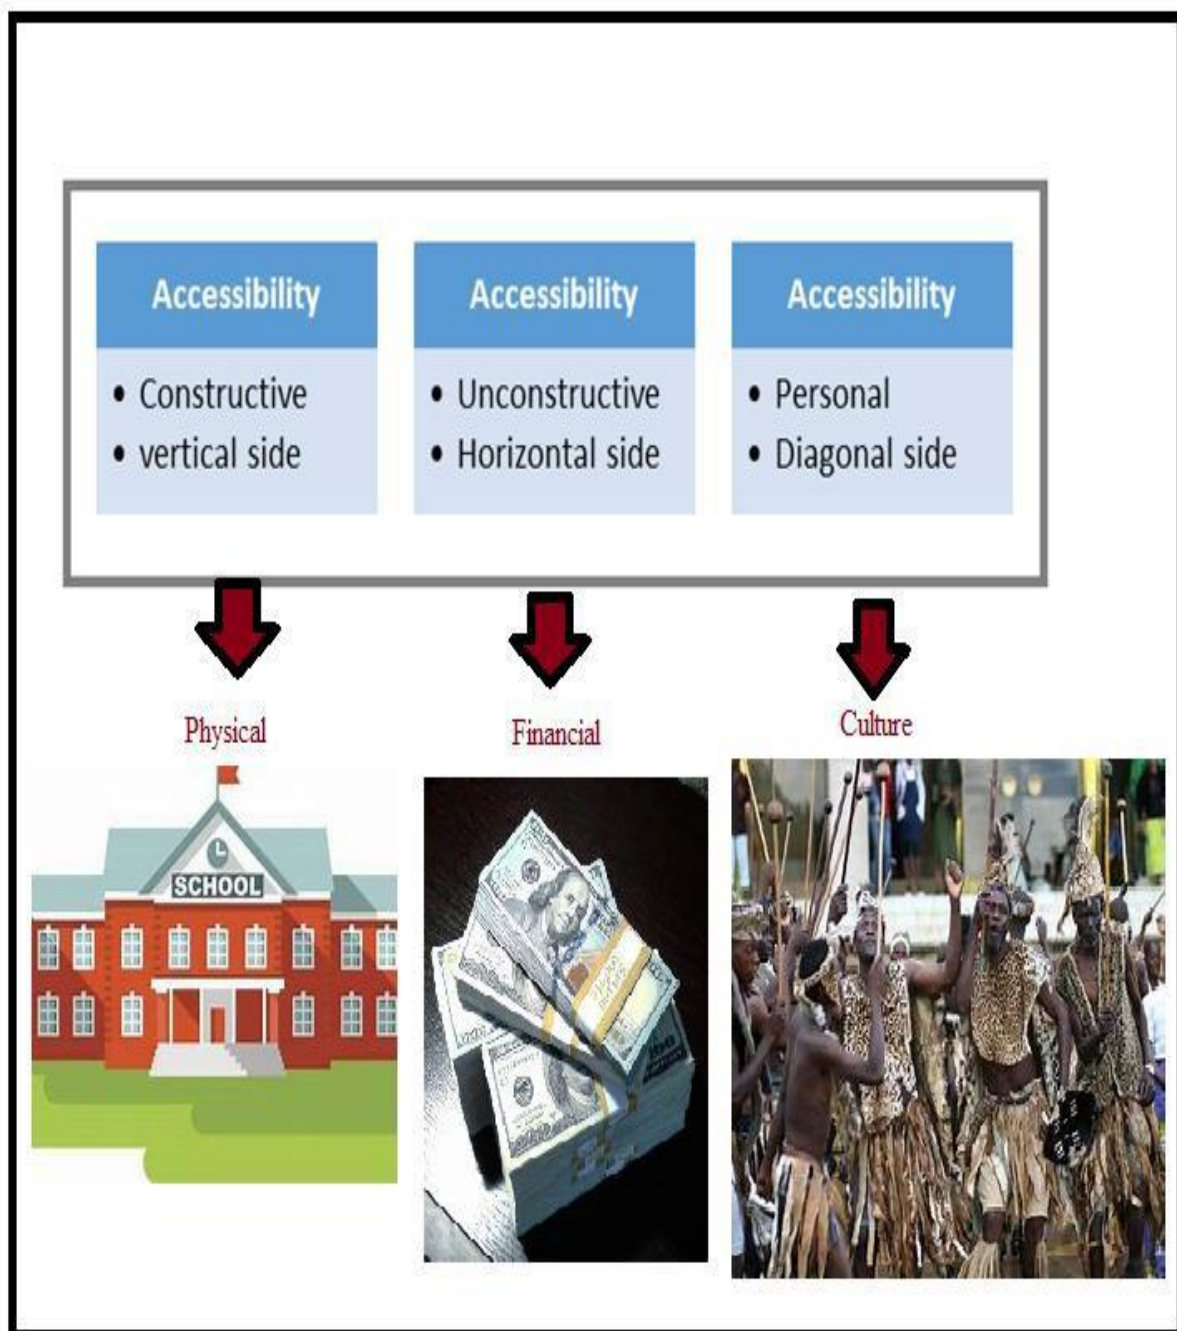 Accessibility
• Constructive
• vertical side
Accessibility
• Unconstructive
• Horizontal side
Accessibility
• Personal
• Diagonal side
Physical
Financial
Culture
SCHOOL